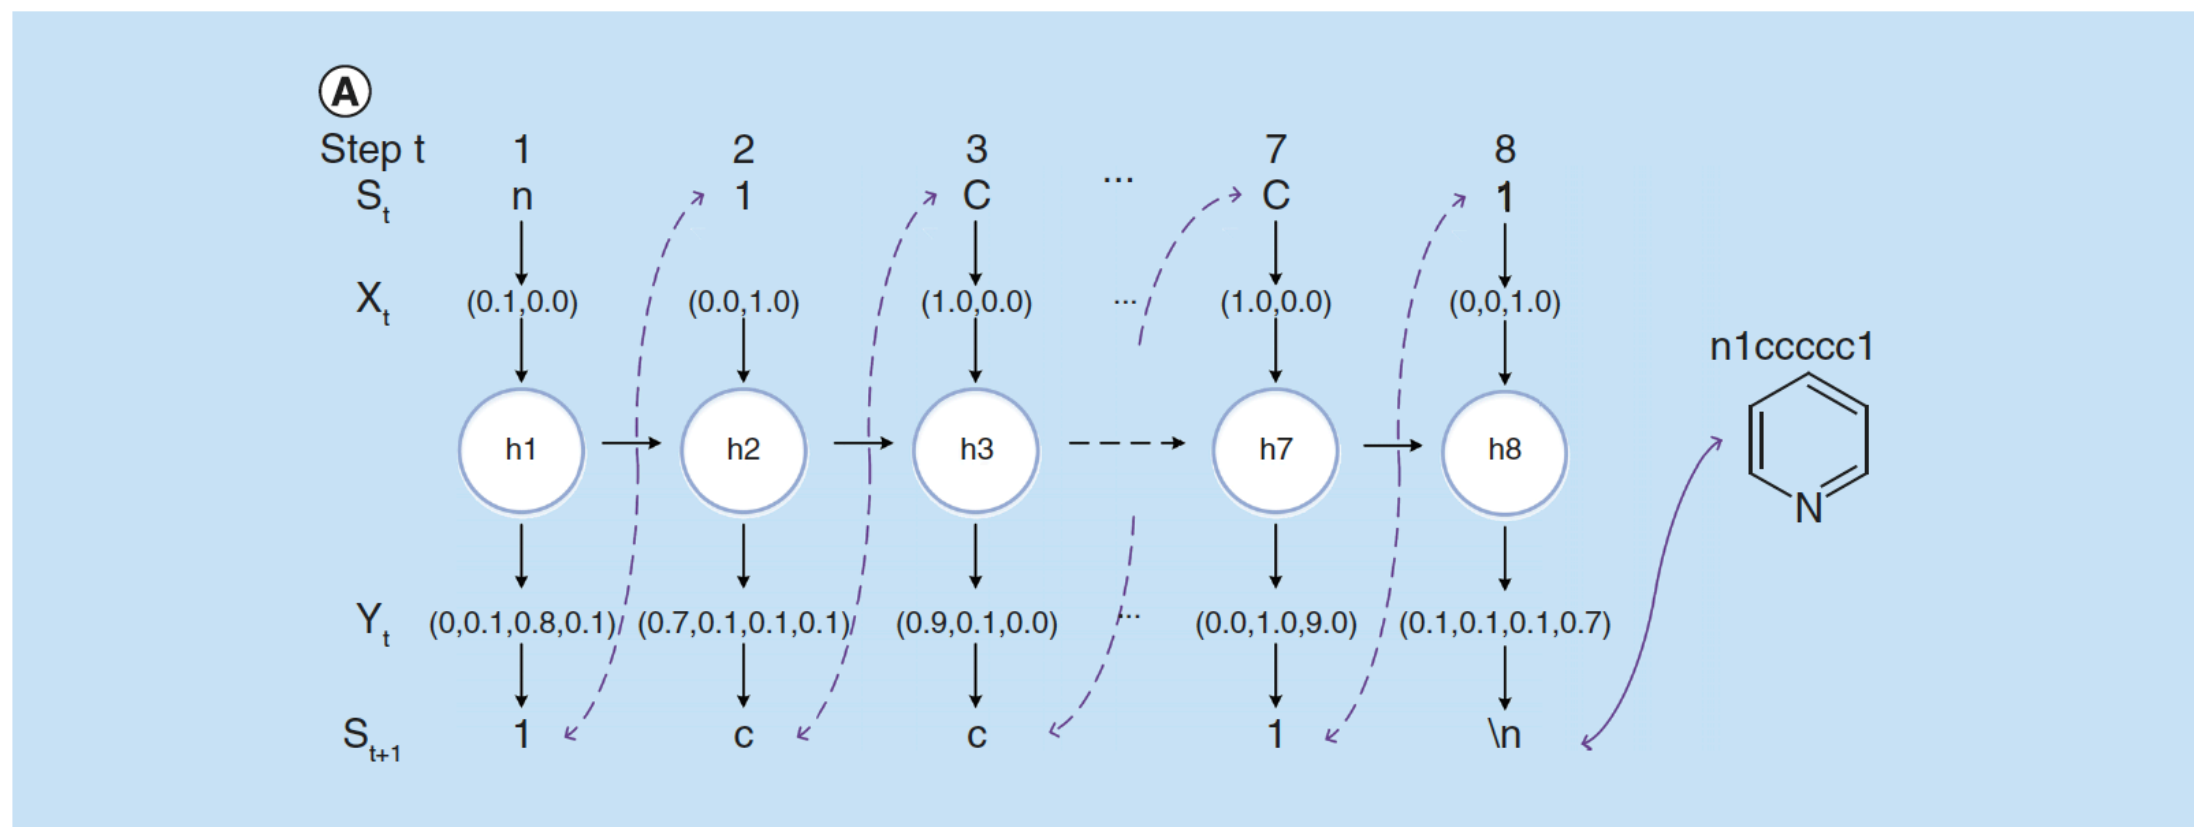 A
Step t 1 2 3 7 8
St n 1 C ... C 1
Xt (0.1,0.0) (0.0,1.0) (1.0,0.0) ... (1.0,0.0) (0,0,1.0)
n1ccccc1
h1 h2 h3 h7 h8
N
Yt (0,0.1,0.8,0.1) (0.7,0.1,0.1,0.1) (0.9,0.1,0.0) ... (0.0,1.0,9.0) (0.1,0.1,0.1,0.7)
St+1 1 c c 1 \n